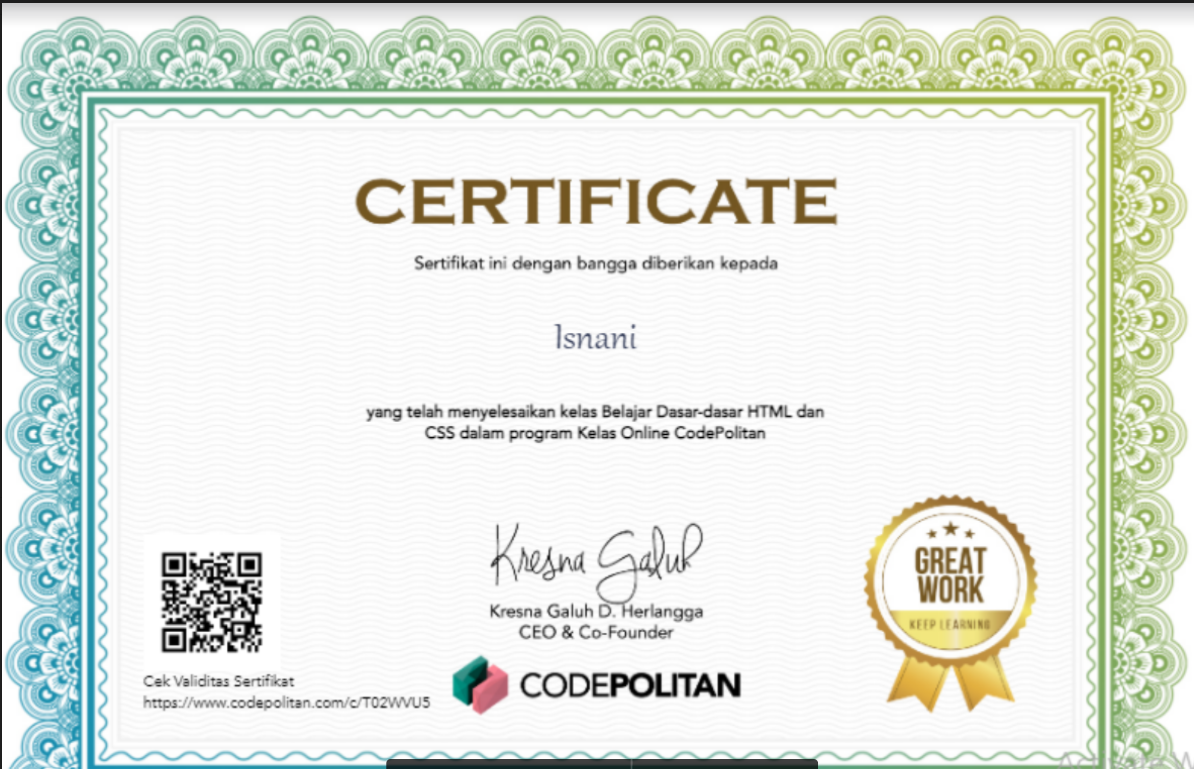 CERTIFICATE
Sertifikat ini dengan bangga diberikan kepada
Isnani
yang telah menyelesaikan kelas Belajar Dasar-dasar HTML dan
CSS dalam program Kelas Online CodePolitan
Kresna Galuh
Kresna Galuh D. Herlangga
CEO & Co-Founder
CODEPOLITAN
Cek Validitas Sertifikat
https://www.codepolitan.com/c/T02WVU5
GREAT
WORK
KEEP LEARNING